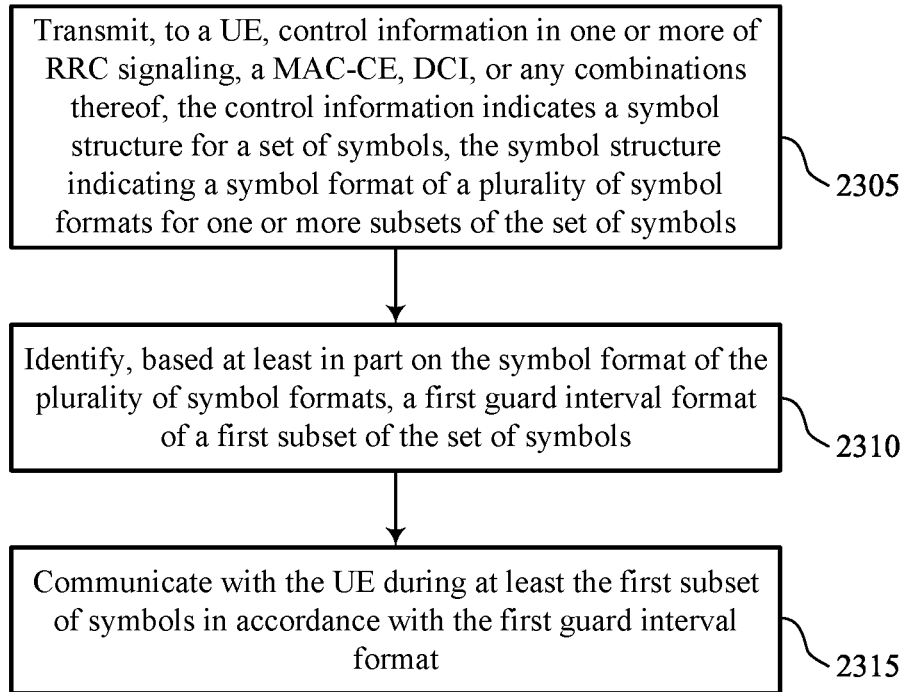 Transmit, to a UE, control information in one or more of
RRC signaling, a MAC-CE, DCI, or any combinations
thereof, the control information indicates a symbol
structure for a set of symbols, the symbol structure
indicating a symbol format of a plurality of symbol
formats for one or more subsets of the set of symbols
2305
Identify, based at least in part on the symbol format of the
plurality of symbol formats, a first guard interval format
of a first subset of the set of symbols
2310
Communicate with the UE during at least the first subset
of symbols in accordance with the first guard interval
format
2315